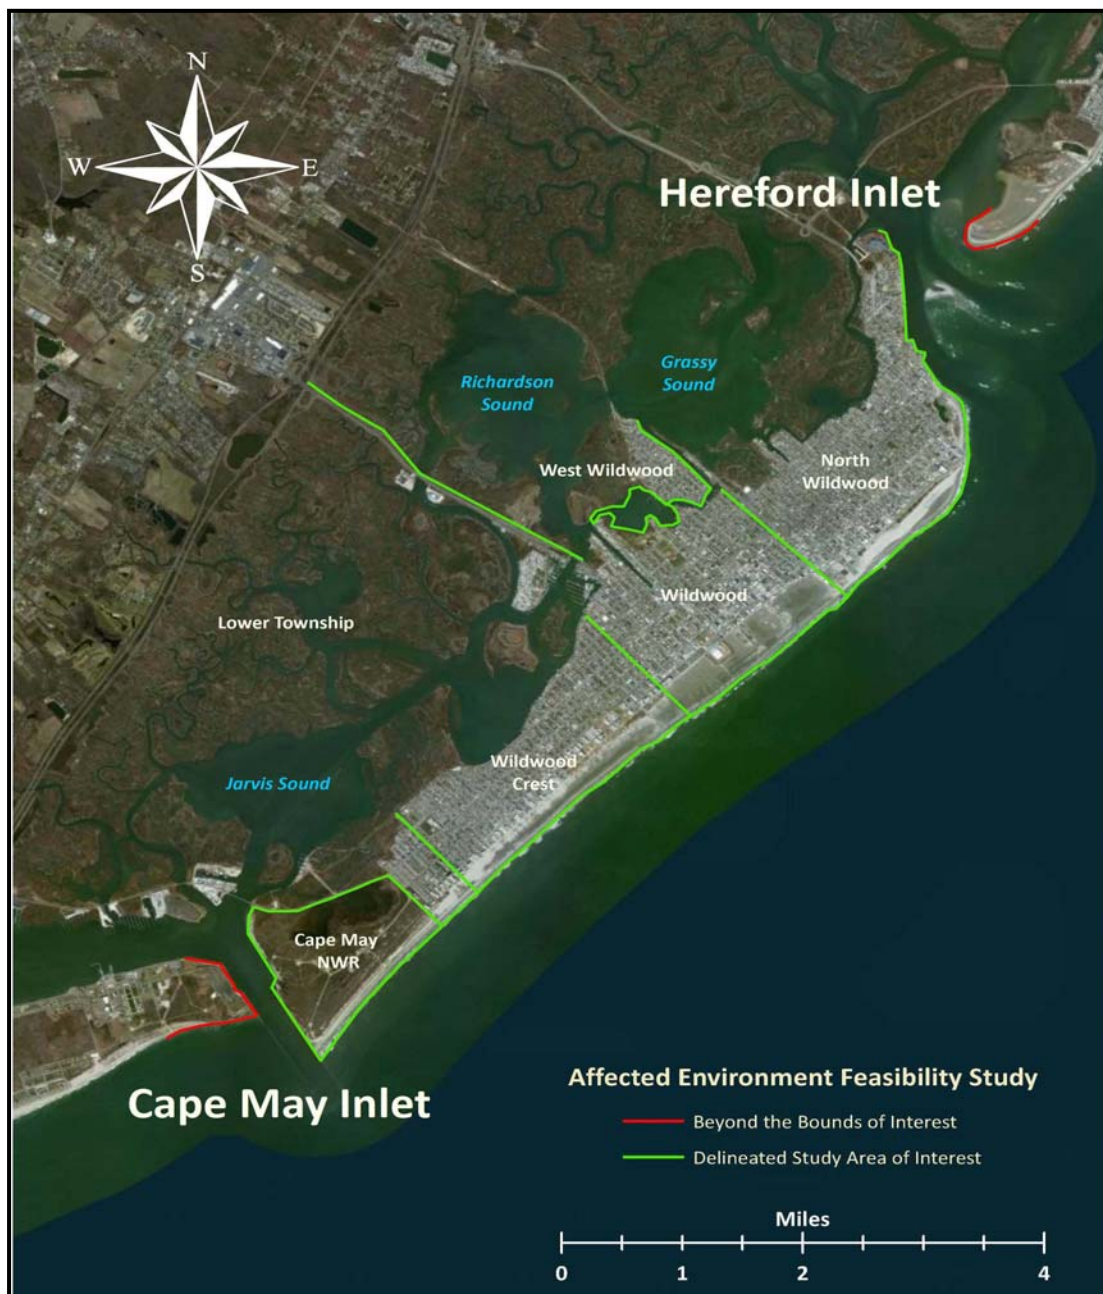 N
W
E
S
Hereford Inlet
Grassy
Sound
Richardson
Sound
West Wildwood
North
Wildwood
Wildwood
Lower Township
Wildwood
Crest
Jarvis Sound
Cape May
NWR
Cape May Inlet
Affected Environment Feasibility Study
Beyond the Bounds of Interest
Delineated Study Area of Interest
Miles
0 1 2 4